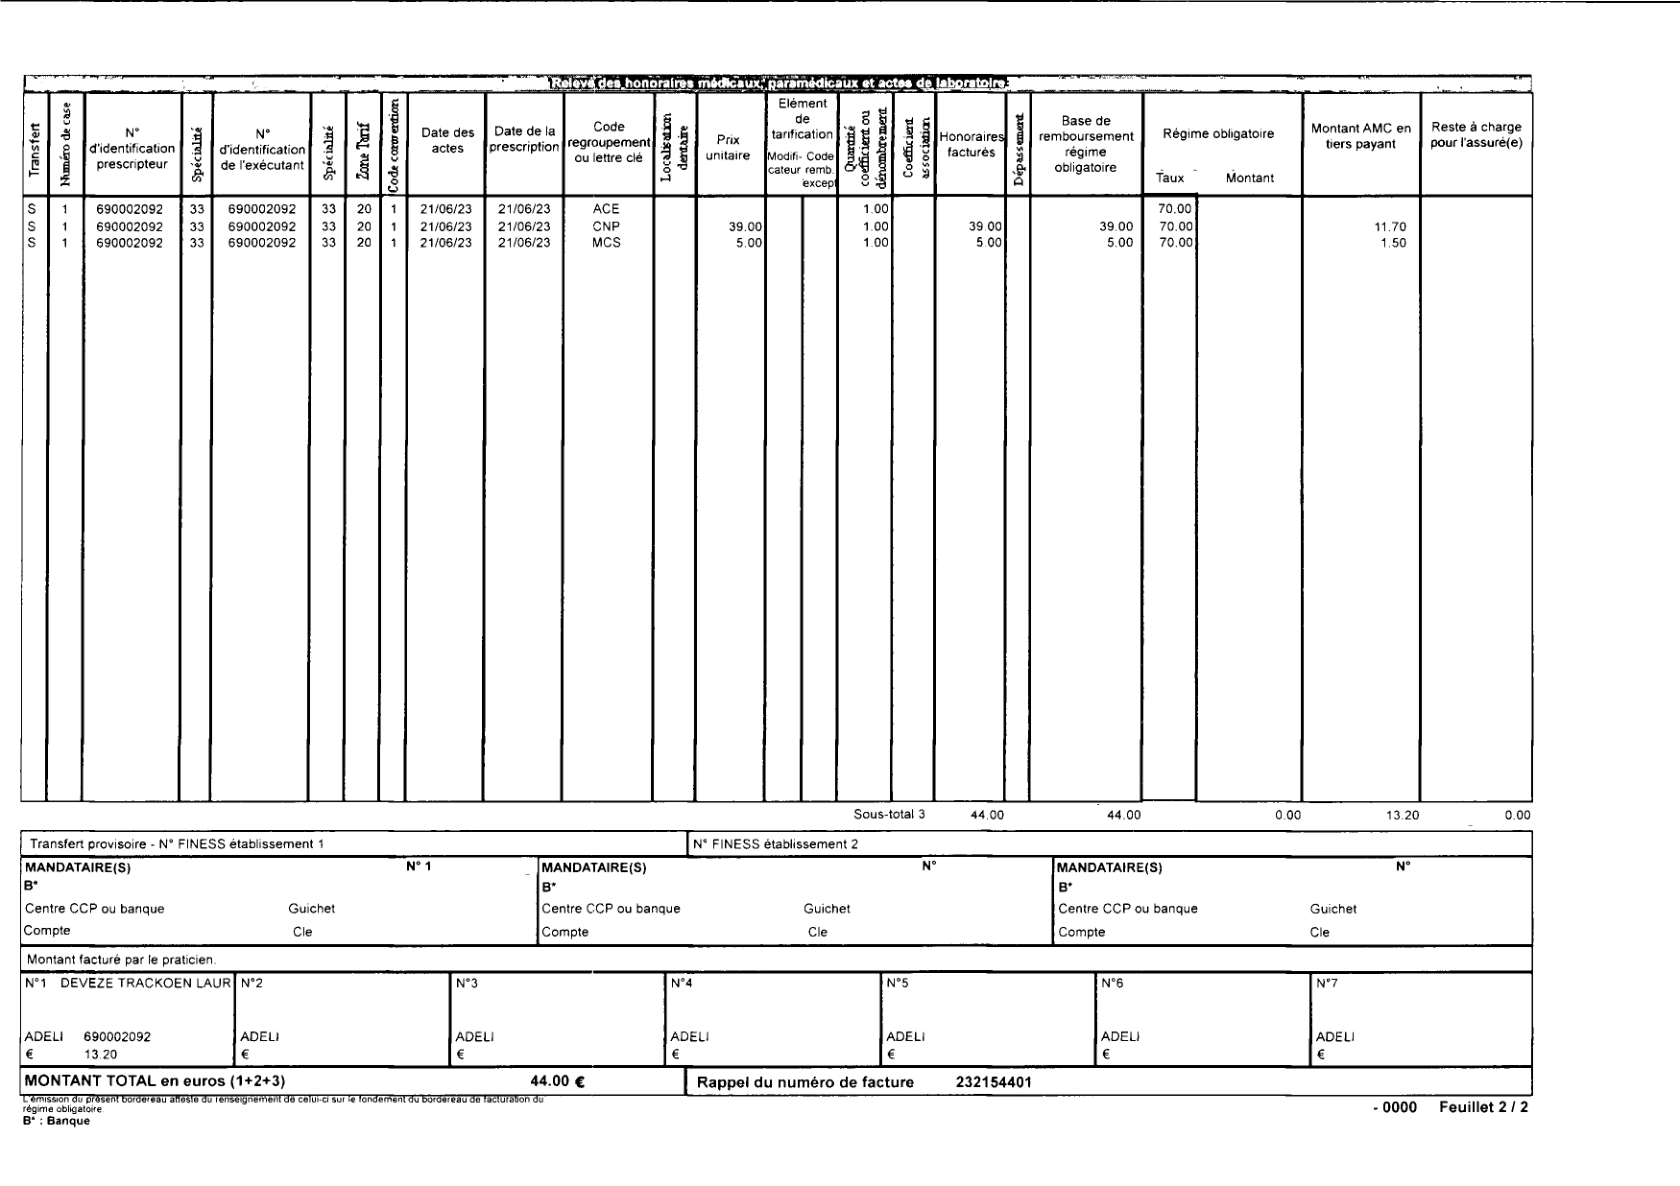 Relevé des honoraires médicaux, paramédicaux et actes de laboratoire
Transfert
Numéro de case
N° d'identification prescripteur
Spécialité
N° d'identification de l'exécutant
Spécialité
Zone Tarif
Code convention
Date des actes
Date de la prescription
Code regroupement ou lettre clé
Localisation dentaire
Prix unitaire
Elément de tarification
Modifi- cateur
Code remb. except
Quantité coefficient ou dénombrement
Coefficient association
Honoraires facturés
Dépassement
Base de remboursement régime obligatoire
Régime obligatoire
Taux Montant
Montant AMC en tiers payant
Reste à charge pour l'assuré(e)
S 1 690002092 33 690002092 33 20 1 21/06/23 21/06/23 ACE 1.00 70.00
S 1 690002092 33 690002092 33 20 1 21/06/23 21/06/23 CNP 39.00 1.00 39.00 39.00 70.00 11.70
S 1 690002092 33 690002092 33 20 1 21/06/23 21/06/23 MCS 5.00 1.00 5 00 5.00 70.00 1.50
Sous-total 3 44.00 44.00 0.00 13.20 0.00
Transfert provisoire - N° FINESS établissement 1 N° FINESS établissement 2
MANDATAIRE(S) N° 1 MANDATAIRE(S) N° MANDATAIRE(S) N°
B* B* B*
Centre CCP ou banque Guichet Centre CCP ou banque Guichet Centre CCP ou banque Guichet
Compte Cle Compte Cle Compte Cle
Montant facturé par le praticien.
N°1 DEVEZE TRACKOEN LAUR N°2 N°3 N°4 N°5 N°6 N°7
ADELI 690002092 ADELI ADELI ADELI ADELI ADELI ADELI
€ 13.20 € € € € € €
MONTANT TOTAL en euros (1+2+3) 44.00 € Rappel du numéro de facture 232154401
L'émission du présent bordereau atteste du renseignement de celui-ci sur le fondement du bordereau de facturation du
régime obligatoire
- 0000 Feuillet 2 / 2
B* : Banque